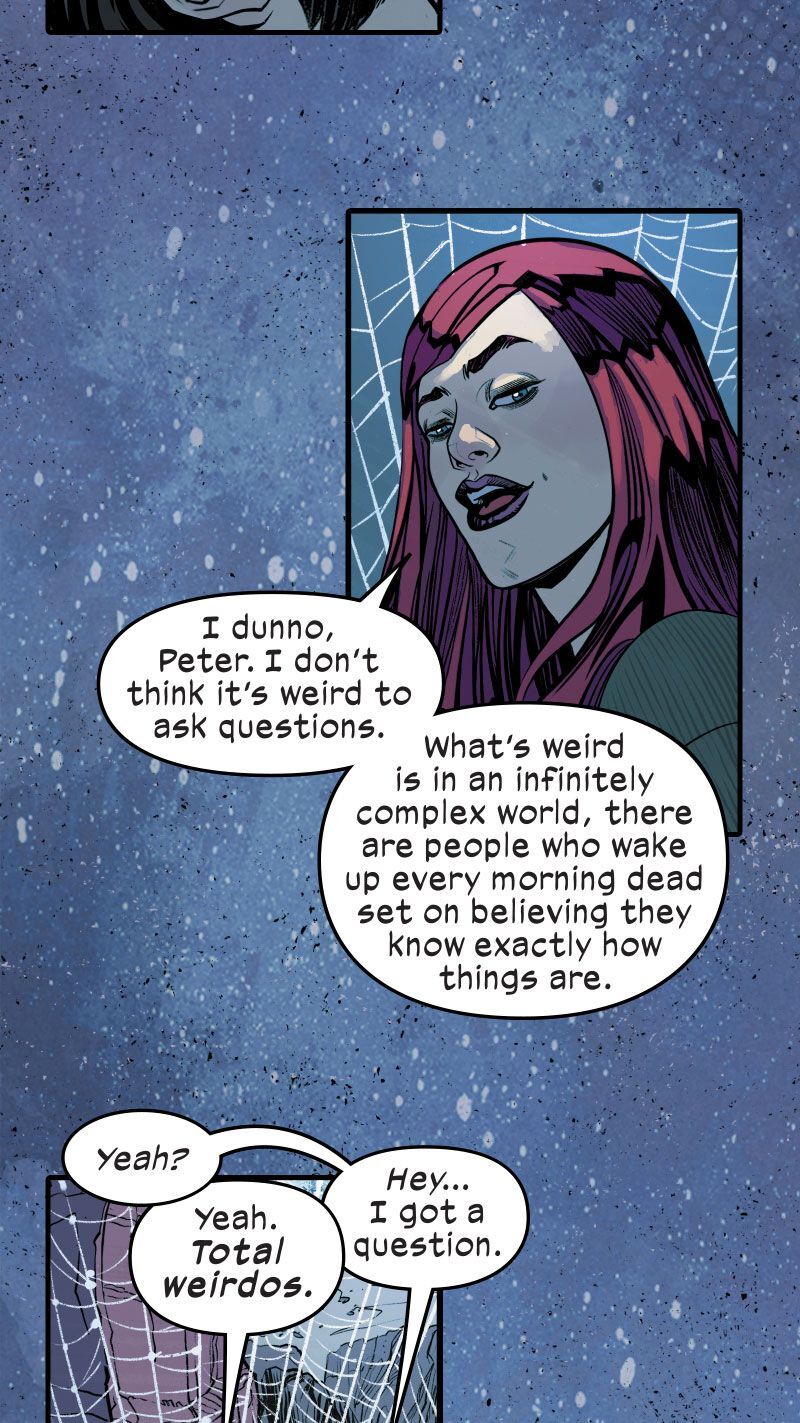 I dunno,
Peter. I don't
think it's weird to
ask questions.
What's weird
is in an infinitely
complex world, there
are people who wake
up every morning dead
set on believing they
know exactly how
things are.
Yeah?
Yeah.
Total
weirdos.
Hey...
I got a
question.